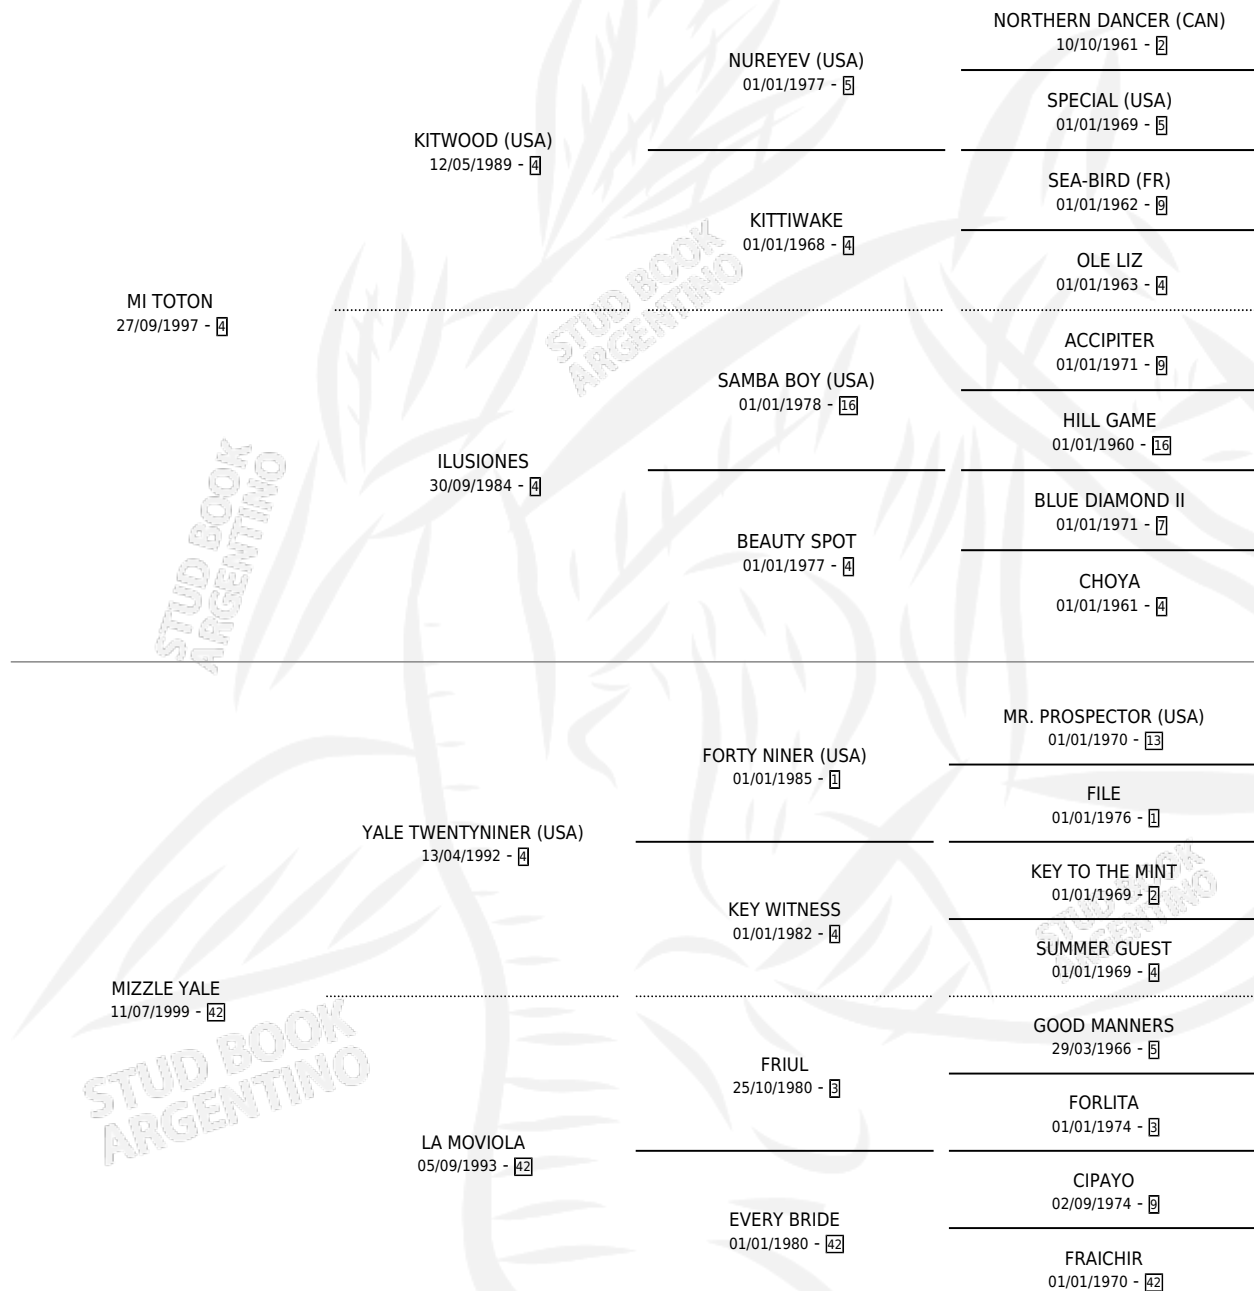 NORTHERN DANCER (CAN)
10/10/1961 - 2
NUREYEV (USA)
01/01/1977 - 5
SPECIAL (USA)
01/01/1969 - 5
KITWOOD (USA)
12/05/1989 - 4
SEA-BIRD (FR)
01/01/1962 - 9
KITTIWAKE
01/01/1968 - 4
OLE LIZ
01/01/1963 - 4
MI TOTON
27/09/1997 - 4
STUD BOOK
ARGENTINO
ACCIPITER
01/01/1971 - 9
SAMBA BOY (USA)
01/01/1978 - 16
HILL GAME
01/01/1960 - 16
ILUSIONES
30/09/1984 - 4
BLUE DIAMOND II
01/01/1971 - 7
BEAUTY SPOT
01/01/1977 - 4
CHOYA
01/01/1961 - 4
STUD BOOK
ARGENTINO
MR. PROSPECTOR (USA)
01/01/1970 - 13
FORTY NINER (USA)
01/01/1985 - 1
FILE
01/01/1976 - 1
YALE TWENTYNINER (USA)
13/04/1992 - 4
KEY TO THE MINT
01/01/1969 - 2
KEY WITNESS
01/01/1982 - 4
STUD BOOK
ARGENTINO
SUMMER GUEST
01/01/1969 - 4
MIZZLE YALE
11/07/1999 - 42
STUD BOOK
ARGENTINO
GOOD MANNERS
29/03/1966 - 5
FRIUL
25/10/1980 - 3
FORLITA
01/01/1974 - 3
LA MOVIOLA
05/09/1993 - 42
CIPAYO
02/09/1974 - 9
EVERY BRIDE
01/01/1980 - 42
FRAICHIR
01/01/1970 - 42